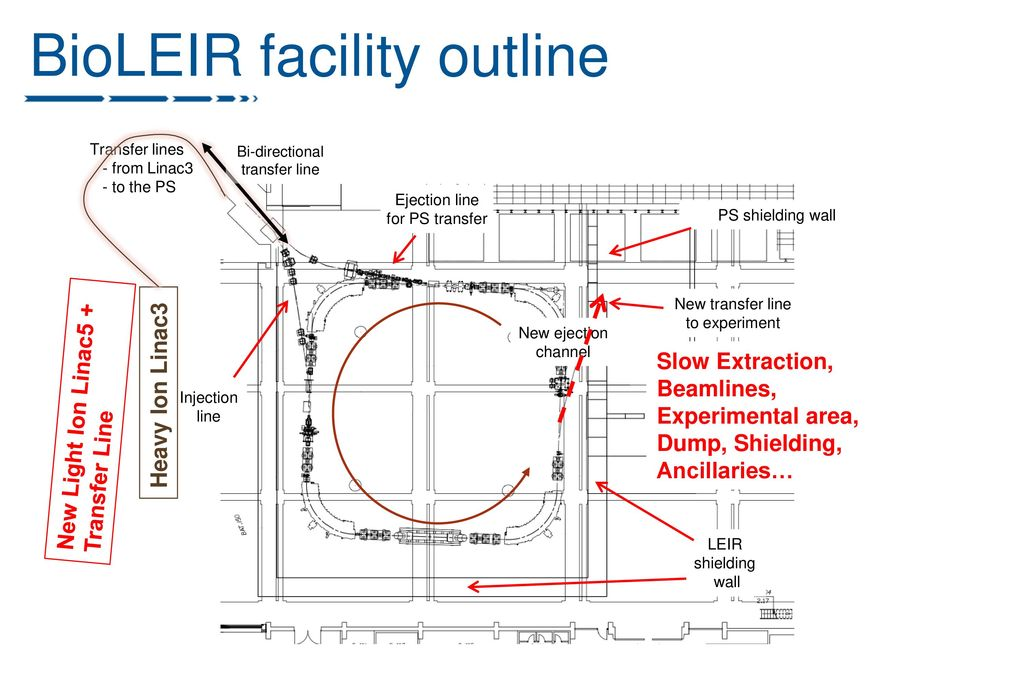 BioLEIR facility outline
Transfer lines
- from Linac3
- to the PS
Bi-directional
transfer line
Ejection line
for PS transfer
PS shielding wall
New transfer line
to experiment
New ejection
channel
Slow Extraction,
Beamlines,
Experimental area,
Dump, Shielding,
Ancillaries…
Injection
line
Heavy Ion Linac3
New Light Ion Linac5 +
Transfer Line
LEIR
shielding
wall
2.17